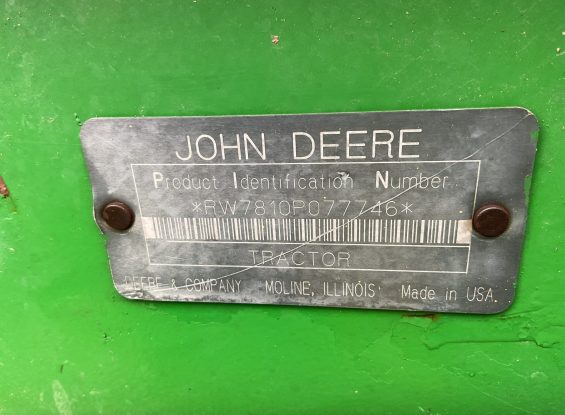 JOHN DEERE
Product Identification Number
*RW7810P077746*
TRACTOR
DEERE & COMPANY MOLINE, ILLINOIS Made in USA